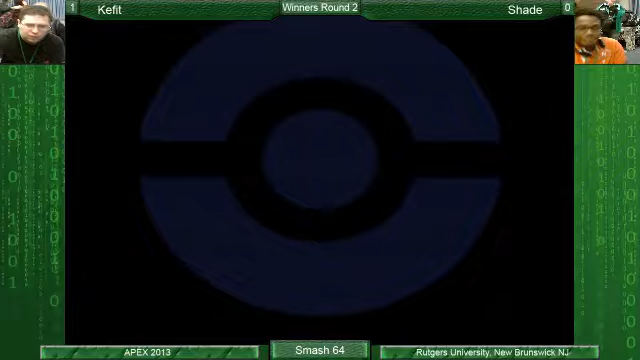 1 Kefit Winners Round 2 Shade 0
APEX 2013 Smash 64 Rutgers University, New Brunswick NJ